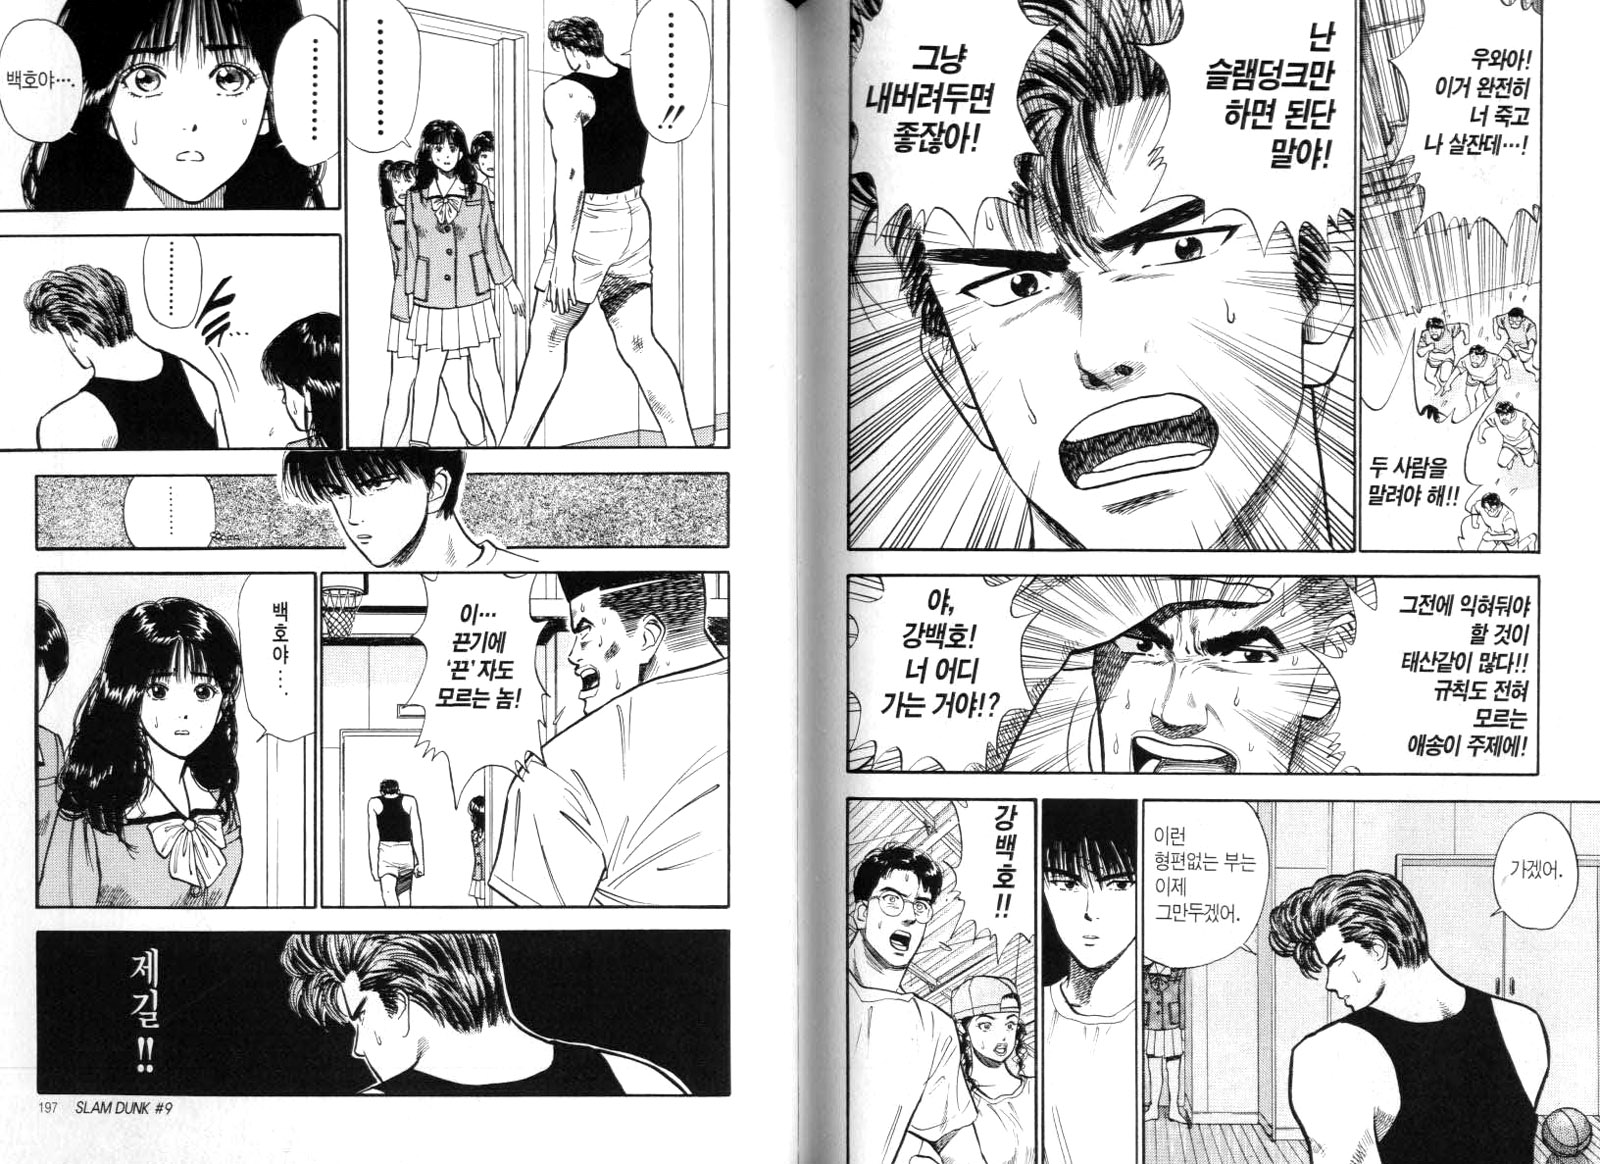 우와아!
이거 완전히
너 죽고
나 살잔데…!
두 사람을
말려야 해!!
난
슬램덩크만
하면 된단
말야!
그냥
내버려두면
좋잖아!
그전에 익혀둬야
할 것이
태산같이 많다!!
규칙도 전혀
모르는
애송이 주제에!
야,
강백호!
너 어디
가는 거야!?
가겠어.
이런
형편없는 부는
이제
그만두겠어.
강백호!!
………!!
………
………
백호야….
………
………
이…
끈기에
‘끈’ 자도
모르는 놈!
백호야….
제길!!
197 SLAM DUNK #9